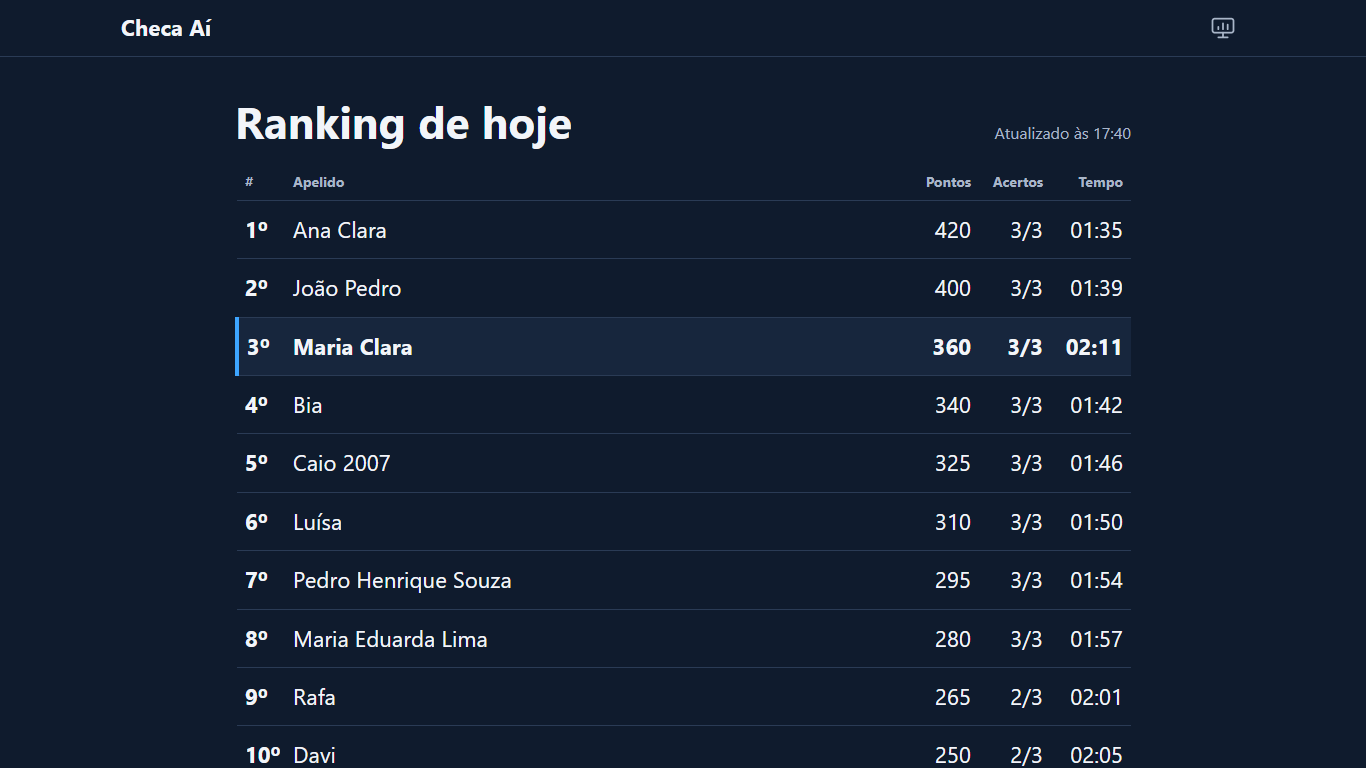 Checa Aí
Ranking de hoje
Atualizado às 17:40
# Apelido Pontos Acertos Tempo
1º Ana Clara 420 3/3 01:35
2º João Pedro 400 3/3 01:39
3º Maria Clara 360 3/3 02:11
4º Bia 340 3/3 01:42
5º Caio 2007 325 3/3 01:46
6º Luísa 310 3/3 01:50
7º Pedro Henrique Souza 295 3/3 01:54
8º Maria Eduarda Lima 280 3/3 01:57
9º Rafa 265 2/3 02:01
10º Davi 250 2/3 02:05